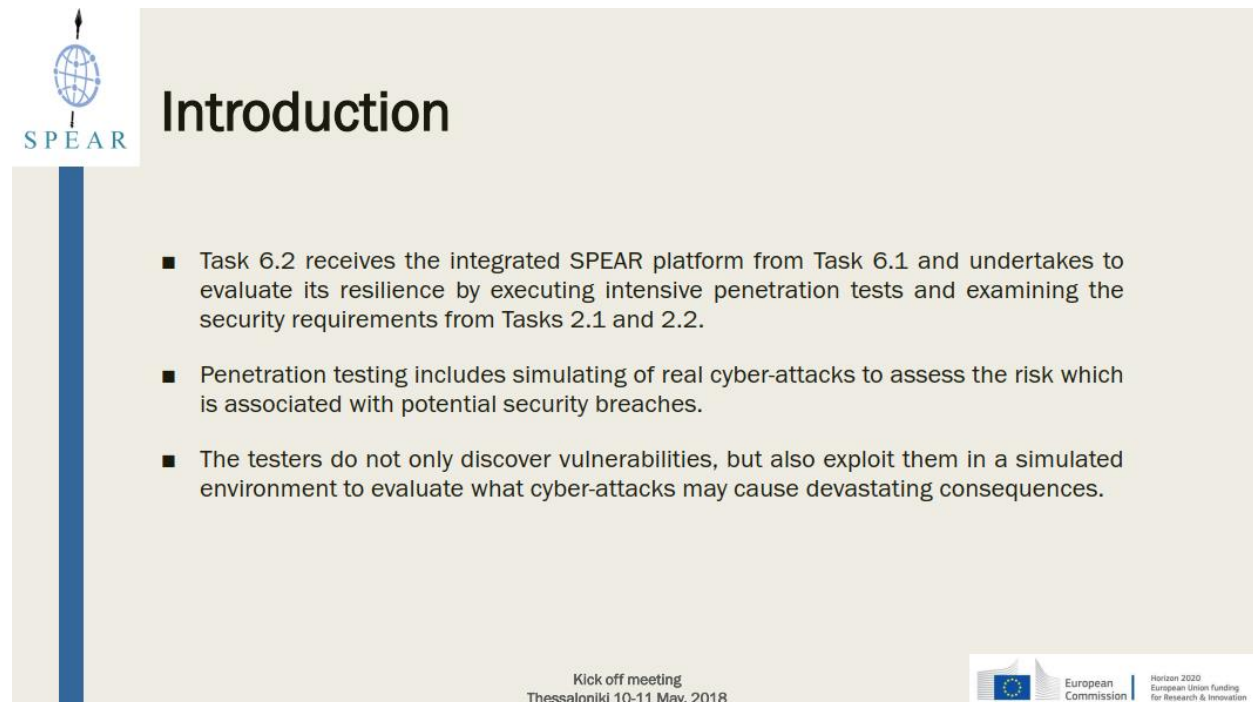 SPEAR
Introduction
■ Task 6.2 receives the integrated SPEAR platform from Task 6.1 and undertakes to
evaluate its resilience by executing intensive penetration tests and examining the
security requirements from Tasks 2.1 and 2.2.
■ Penetration testing includes simulating of real cyber-attacks to assess the risk which
is associated with potential security breaches.
■ The testers do not only discover vulnerabilities, but also exploit them in a simulated
environment to evaluate what cyber-attacks may cause devastating consequences.
Kick off meeting
Thessaloniki 10-11 May, 2018
European
Commission
Horizon 2020
European Union funding
for Research & Innovation